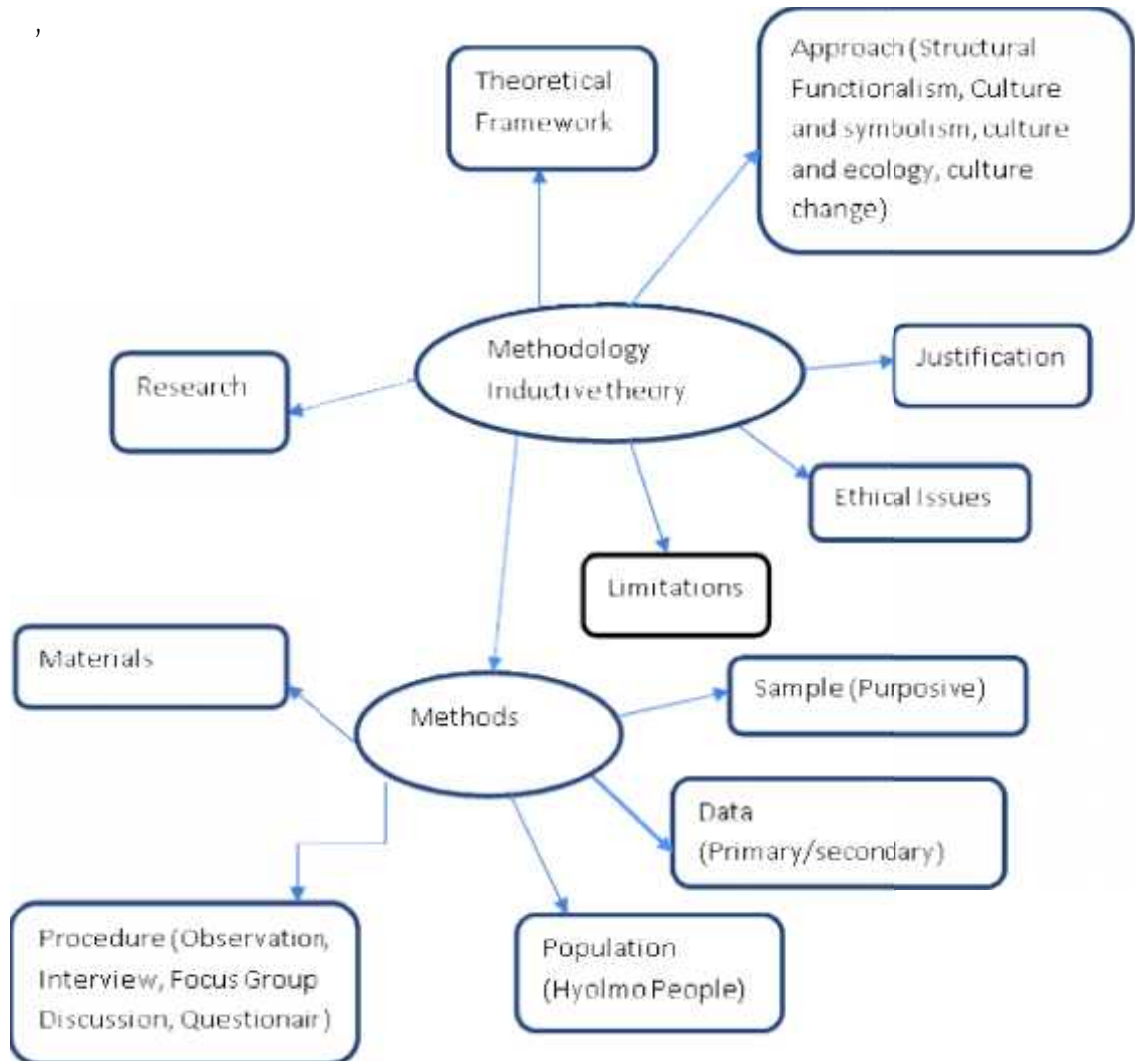 ,
Theoretical
Framework
Approach (Structural
Functionalism, Culture
and symbolism, culture
and ecology, culture
change)
Methodology
Inductive theory
Research
Justification
Ethical Issues
Limitations
Materials
Methods
Sample (Purposive)
Data
(Primary/secondary)
Procedure (Observation,
Interview, Focus Group
Discussion, Questionair)
Population
(Hyolmo People)